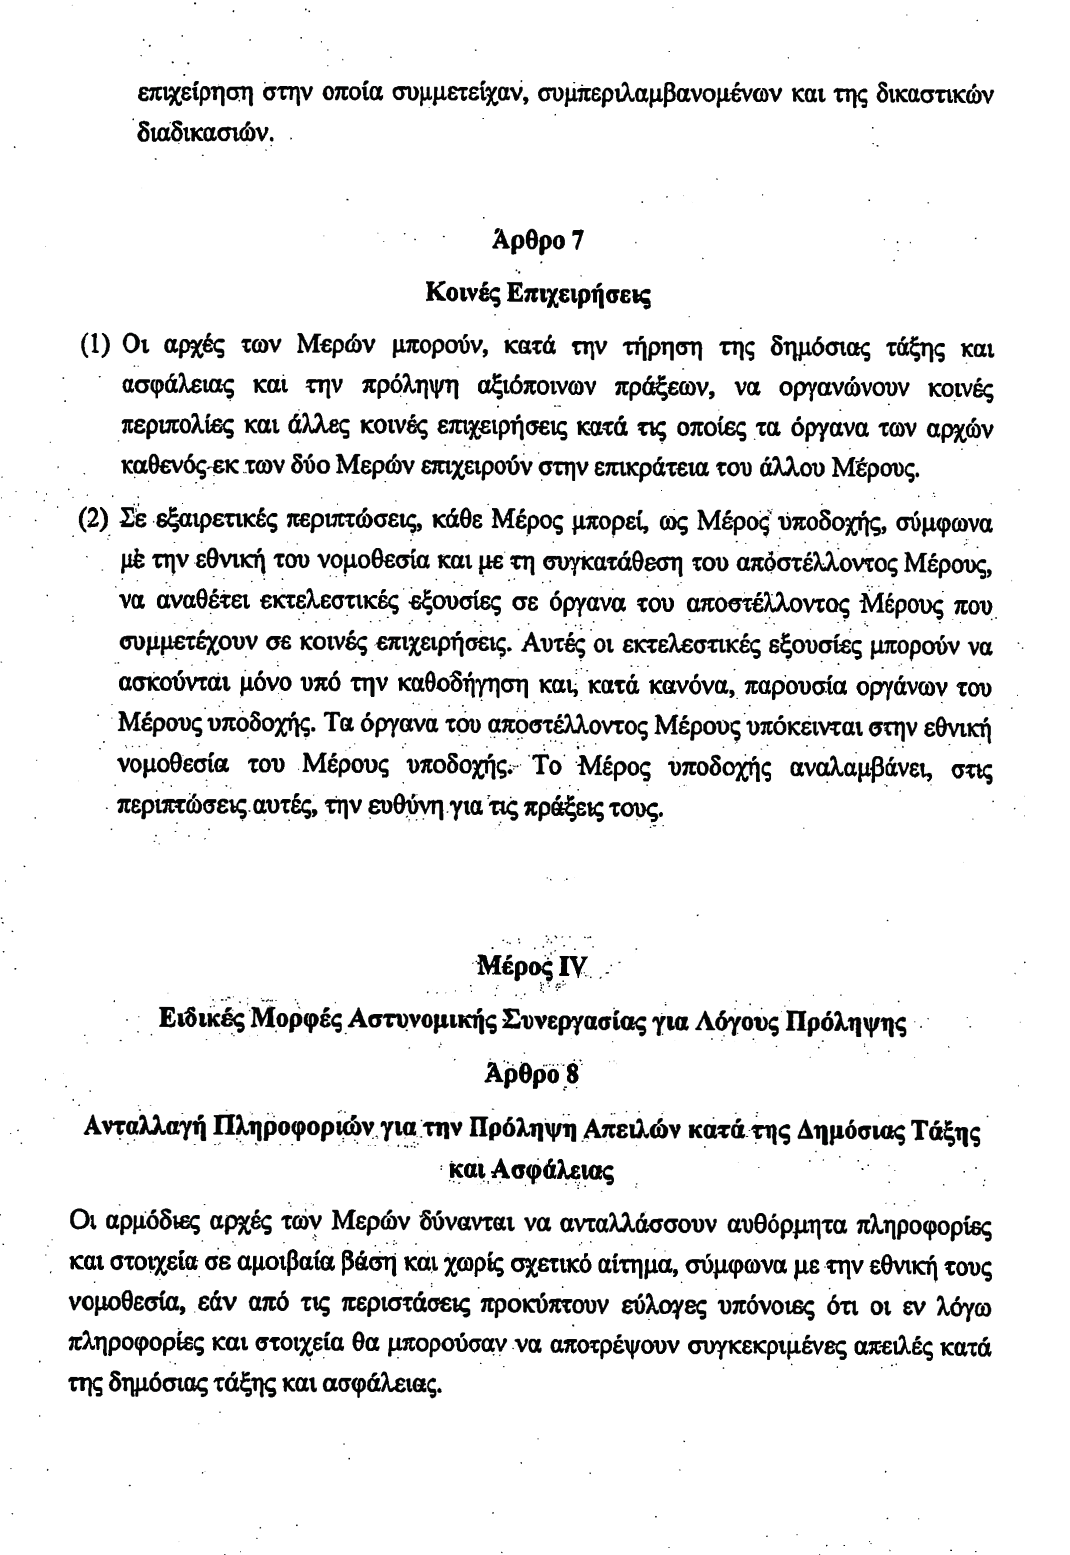 επιχείρηση στην οποία συμμετείχαν, συμπεριλαμβανομένων και της δικαστικών
διαδικασιών.
Άρθρο 7
Κοινές Επιχειρήσεις
(1) Οι αρχές των Μερών μπορούν, κατά την τήρηση της δημόσιας τάξης και
ασφάλειας και την πρόληψη αξιόποινων πράξεων, να οργανώνουν κοινές
περιπολίες και άλλες κοινές επιχειρήσεις κατά τις οποίες τα όργανα των αρχών
καθενός εκ των δύο Μερών επιχειρούν στην επικράτεια του άλλου Μέρους.
(2) Σε εξαιρετικές περιπτώσεις, κάθε Μέρος μπορεί, ως Μέρος υποδοχής, σύμφωνα
με την εθνική του νομοθεσία και με τη συγκατάθεση του αποστέλλοντος Μέρους,
να αναθέτει εκτελεστικές εξουσίες σε όργανα του αποστέλλοντος Μέρους που
συμμετέχουν σε κοινές επιχειρήσεις. Αυτές οι εκτελεστικές εξουσίες μπορούν να
ασκούνται μόνο υπό την καθοδήγηση και, κατά κανόνα, παρουσία οργάνων του
Μέρους υποδοχής. Τα όργανα του αποστέλλοντος Μέρους υπόκεινται στην εθνική
νομοθεσία του Μέρους υποδοχής. Το Μέρος υποδοχής αναλαμβάνει, στις
περιπτώσεις αυτές, την ευθύνη για τις πράξεις τους.
Μέρος IV
Ειδικές Μορφές Αστυνομικής Συνεργασίας για Λόγους Πρόληψης
Άρθρο 8
Ανταλλαγή Πληροφοριών για την Πρόληψη Απειλών κατά της Δημόσιας Τάξης
και Ασφάλειας
Οι αρμόδιες αρχές των Μερών δύνανται να ανταλλάσσουν αυθόρμητα πληροφορίες
και στοιχεία σε αμοιβαία βάση και χωρίς σχετικό αίτημα, σύμφωνα με την εθνική τους
νομοθεσία, εάν από τις περιστάσεις προκύπτουν εύλογες υπόνοιες ότι οι εν λόγω
πληροφορίες και στοιχεία θα μπορούσαν να αποτρέψουν συγκεκριμένες απειλές κατά
της δημόσιας τάξης και ασφάλειας.